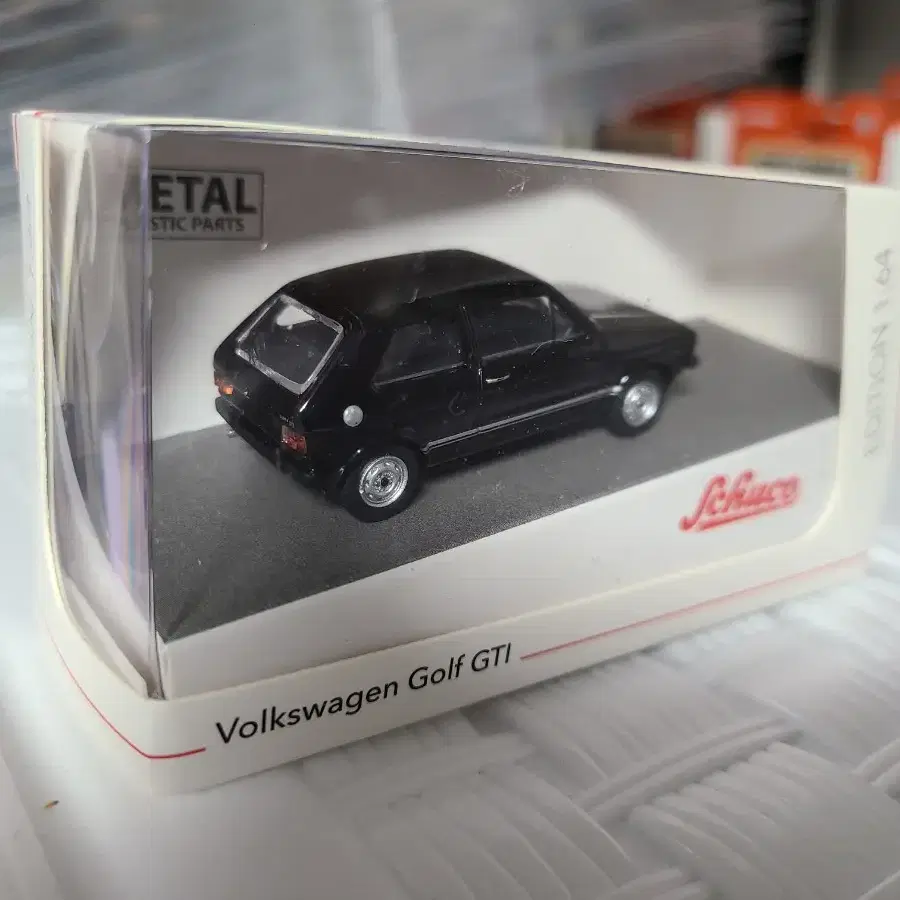 ETAL
STIC PARTS
EDITION 1:64
Schuco
Volkswagen Golf GTI